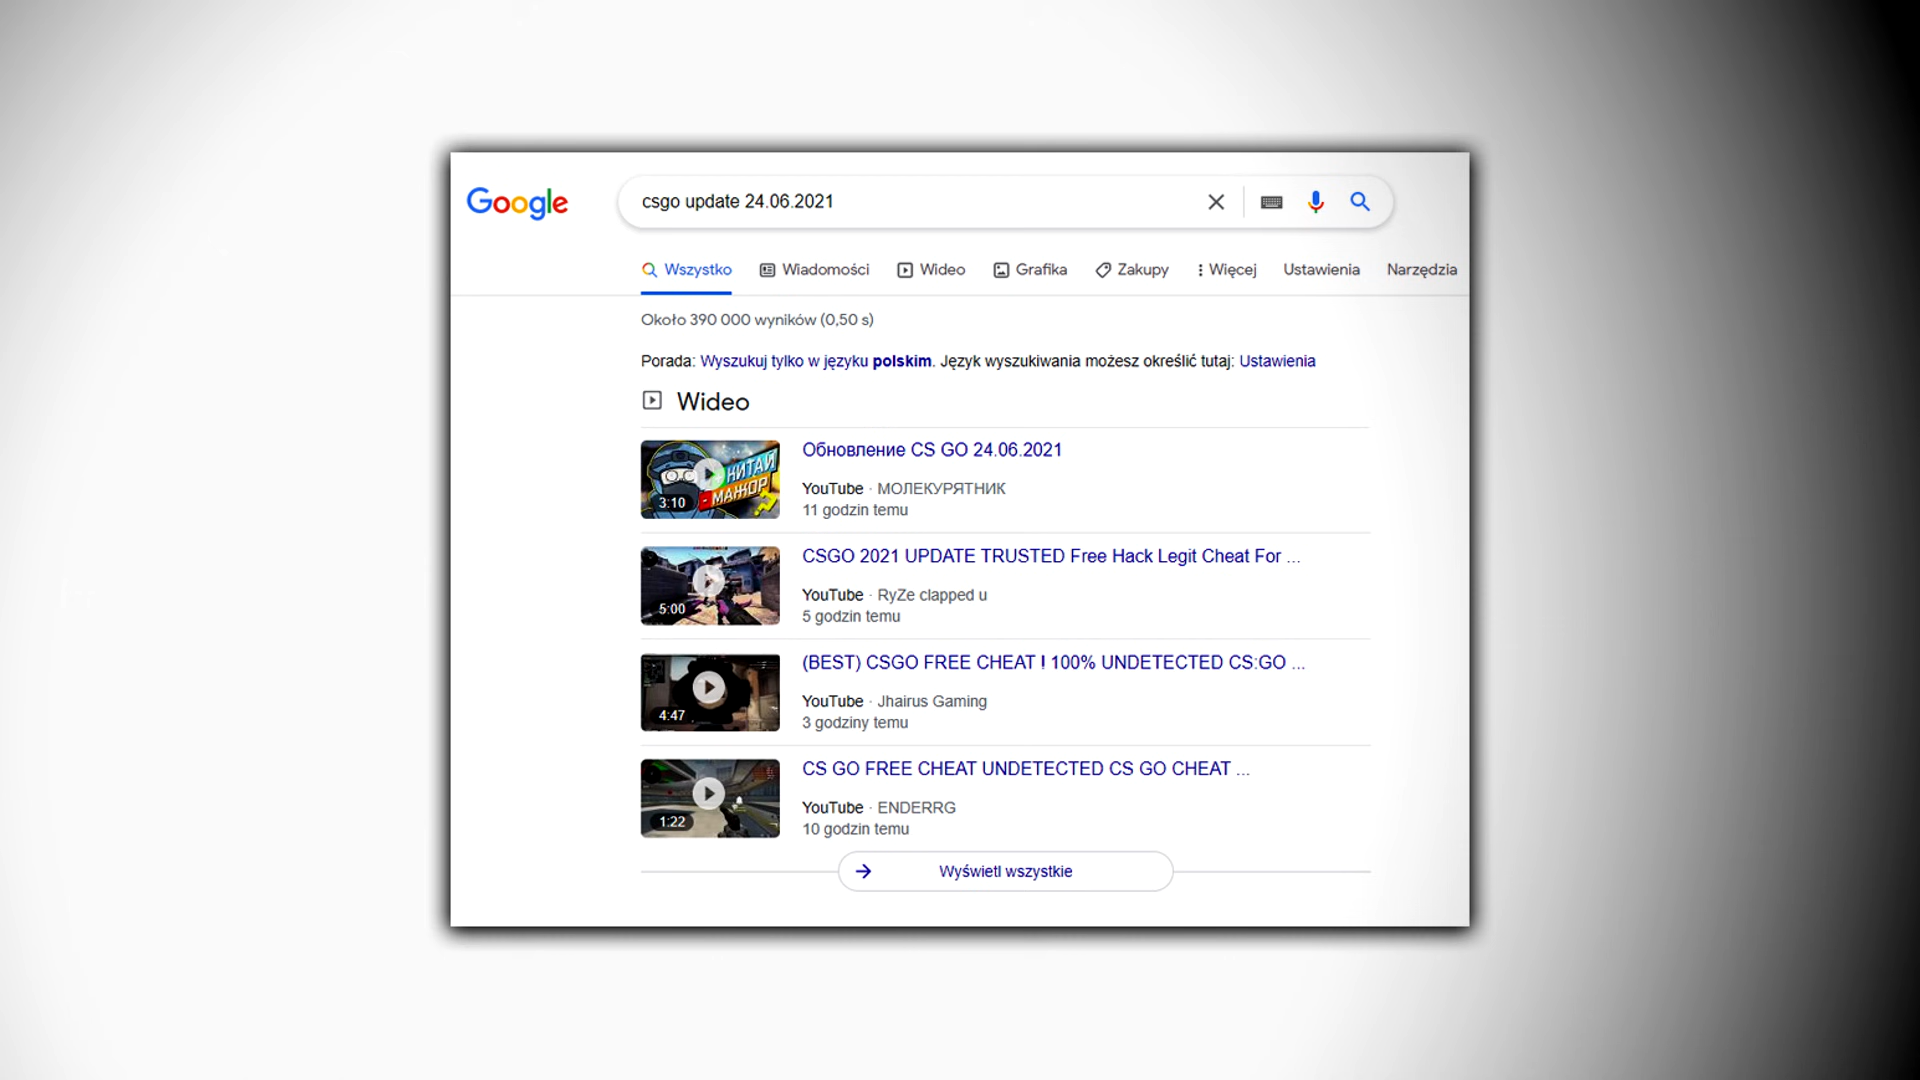 Google
csgo update 24.06.2021
Wszystko Wiadomości Wideo Grafika Zakupy Więcej Ustawienia Narzędzia
Około 390 000 wyników (0,50 s)
Porada: Wyszukuj tylko w języku polskim. Język wyszukiwania możesz określić tutaj: Ustawienia
Wideo
КИТАЙ
- МАЖОР
3:10
Обновление CS GO 24.06.2021
YouTube · МОЛЕКУРЯТНИК
11 godzin temu
5:00
CSGO 2021 UPDATE TRUSTED Free Hack Legit Cheat For ...
YouTube · RyZe clapped u
5 godzin temu
4:47
(BEST) CSGO FREE CHEAT ! 100% UNDETECTED CS:GO ...
YouTube · Jhairus Gaming
3 godziny temu
1:22
CS GO FREE CHEAT UNDETECTED CS GO CHEAT ...
YouTube · ENDERRG
10 godzin temu
Wyświetl wszystkie